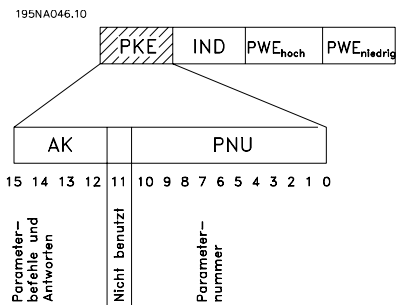 195NA046.10
PKE IND PWEhoch PWEniedrig
AK PNU
15 14 13 12 11 10 9 8 7 6 5 4 3 2 1 0
Parameter-
befehle und
Antworten
Nicht benutzt
Parameter-
nummer